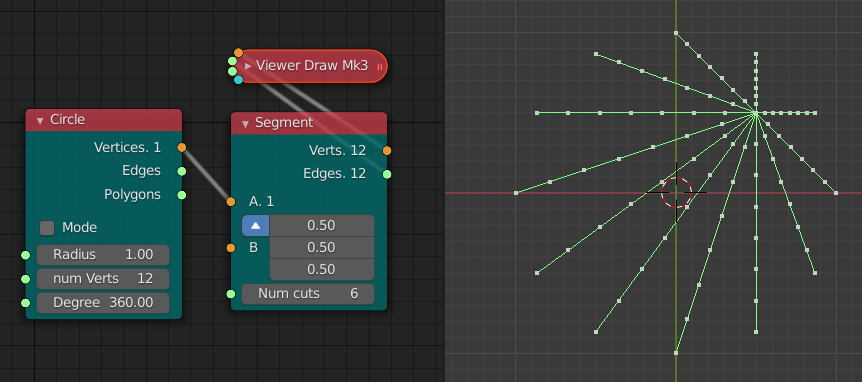 Viewer Draw Mk3
Circle
Vertices. 1
Edges
Polygons
Mode
Radius 1.00
num Verts 12
Degree 360.00
Segment
Verts. 12
Edges. 12
A. 1
0.50
B 0.50
0.50
Num cuts 6